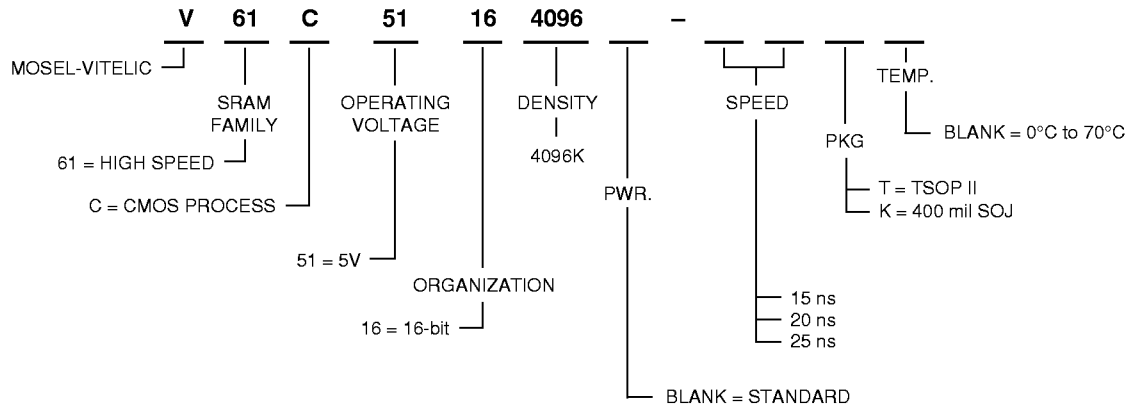 V 61 C 51 16 4096 –
MOSEL-VITELIC
SRAM
FAMILY
61 = HIGH SPEED
C = CMOS PROCESS
OPERATING
VOLTAGE
51 = 5V
ORGANIZATION
16 = 16-bit
DENSITY
4096K
PWR.
BLANK = STANDARD
SPEED
15 ns
20 ns
25 ns
PKG
T = TSOP II
K = 400 mil SOJ
TEMP.
BLANK = 0°C to 70°C